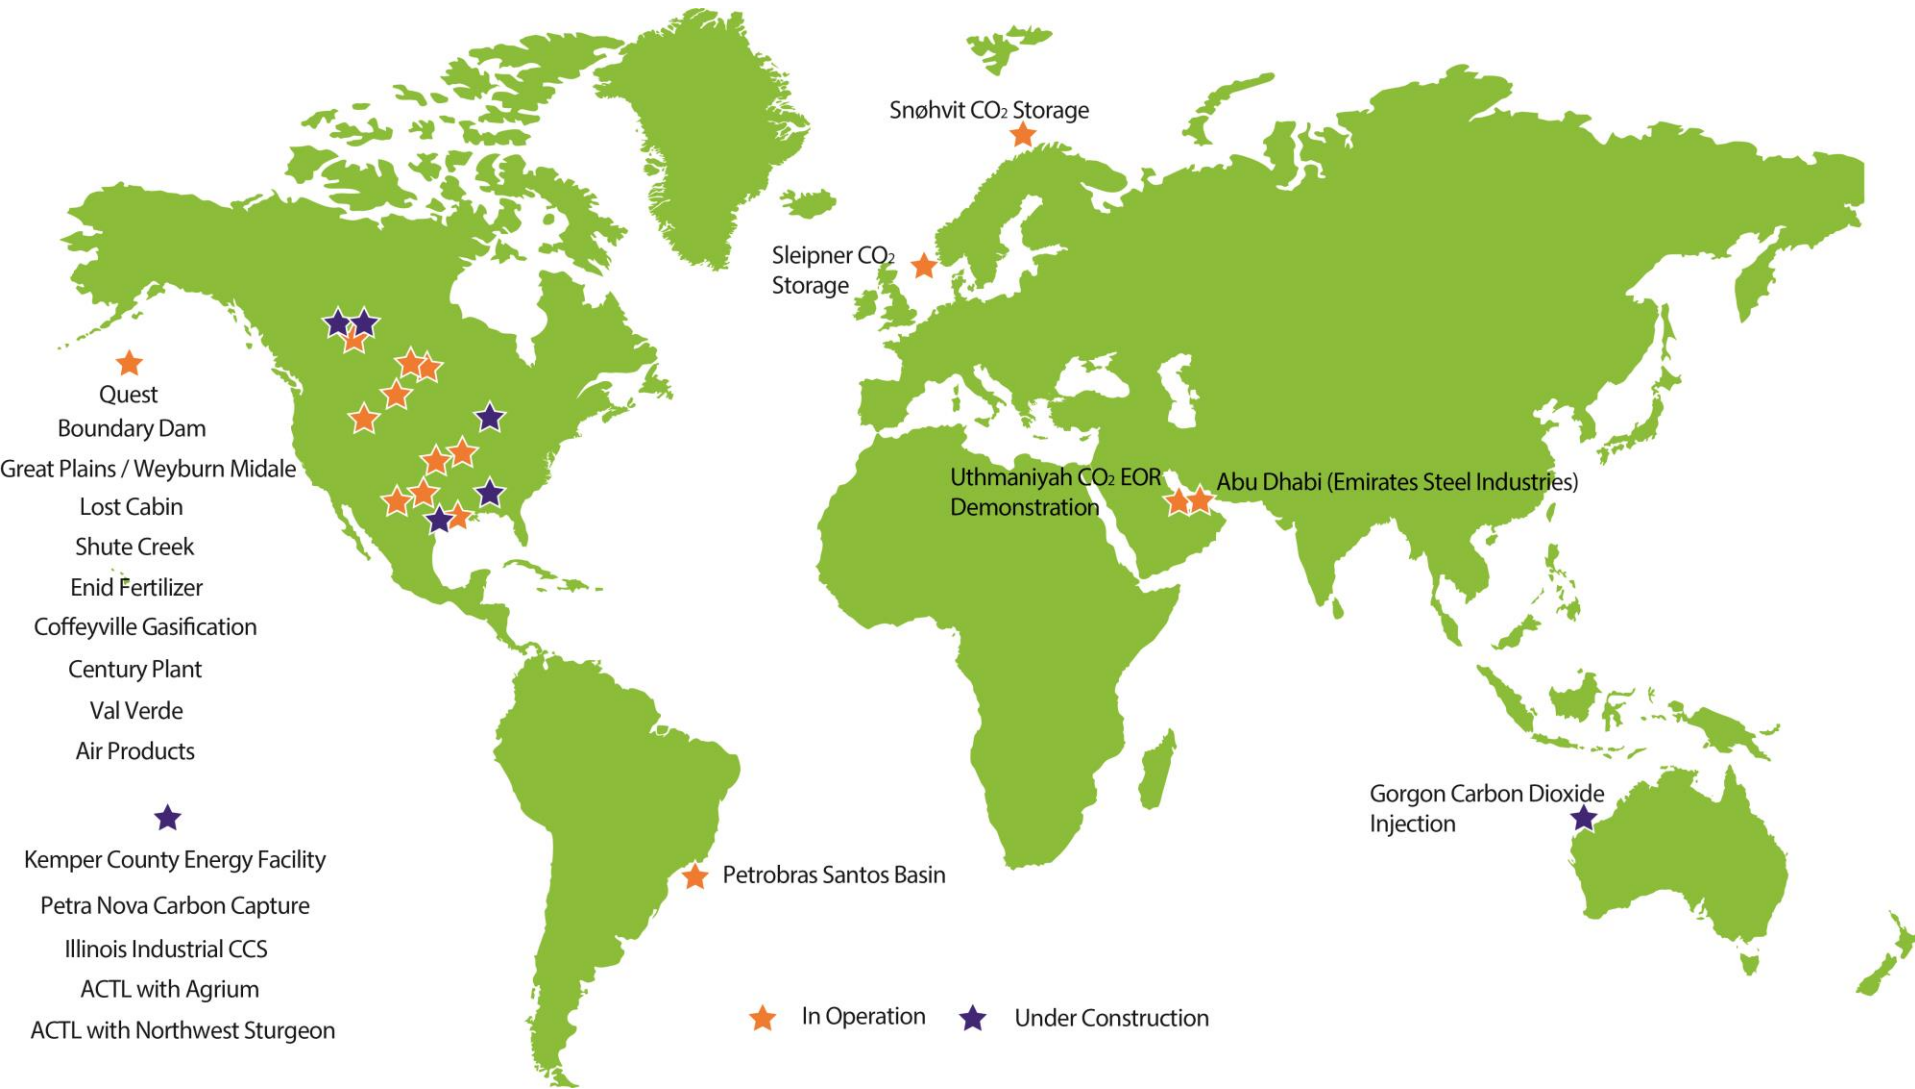 Snøhvit CO₂ Storage
Sleipner CO₂
Storage
Quest
Boundary Dam
Great Plains / Weyburn Midale
Lost Cabin
Shute Creek
Enid Fertilizer
Coffeyville Gasification
Century Plant
Val Verde
Air Products
Kemper County Energy Facility
Petra Nova Carbon Capture
Illinois Industrial CCS
ACTL with Agrium
ACTL with Northwest Sturgeon
Uthmaniyah CO₂ EOR
Demonstration
Abu Dhabi (Emirates Steel Industries)
Gorgon Carbon Dioxide
Injection
Petrobras Santos Basin
In Operation
Under Construction